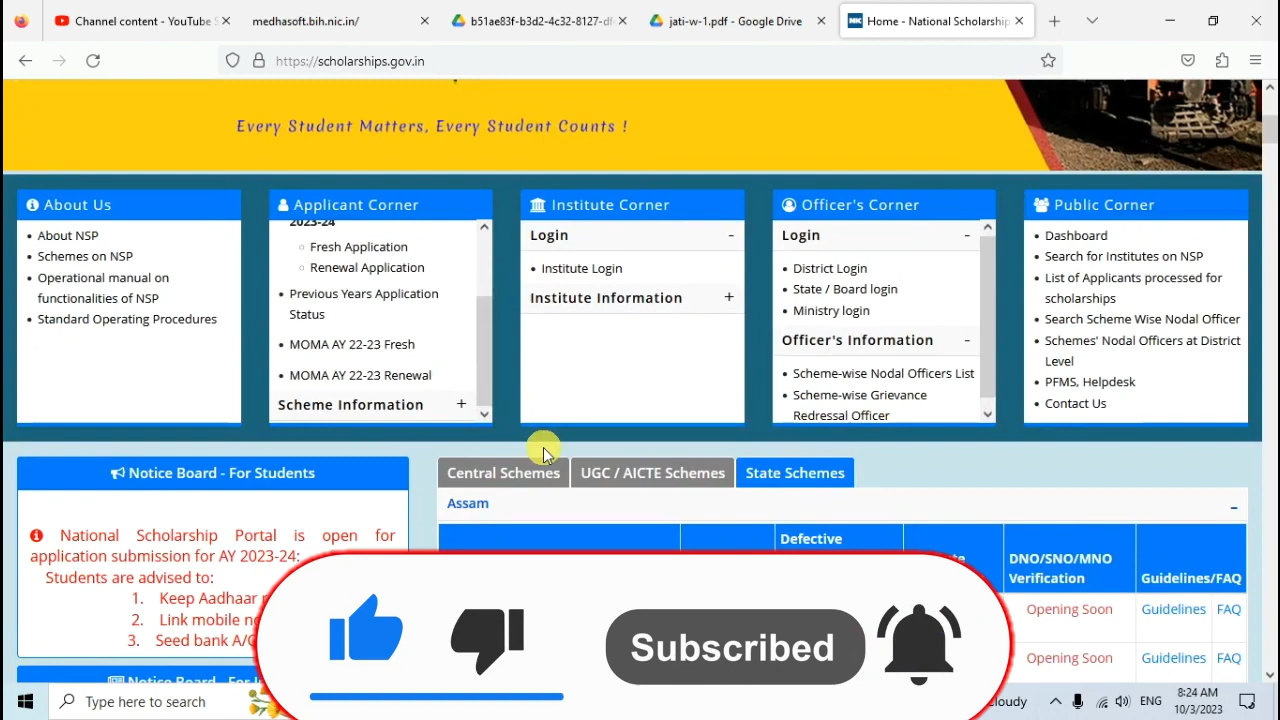 Channel content - YouTube S
medhasoft.bih.nic.in/
b51ae83f-b3d2-4c32-8127-df
jati-w-1.pdf - Google Drive
Home - National Scholarship
https://scholarships.gov.in
Every Student Matters, Every Student Counts !
About Us
About NSP
Schemes on NSP
Operational manual on
functionalities of NSP
Standard Operating Procedures
Applicant Corner
2023-24
Fresh Application
Renewal Application
Previous Years Application
Status
MOMA AY 22-23 Fresh
MOMA AY 22-23 Renewal
Scheme Information +
Institute Corner
Login -
Institute Login
Institute Information +
Officer's Corner
Login -
District Login
State / Board login
Ministry login
Officer's Information -
Scheme-wise Nodal Officers List
Scheme-wise Grievance
Redressal Officer
Public Corner
Dashboard
Search for Institutes on NSP
List of Applicants processed for
scholarships
Search Scheme Wise Nodal Officer
Schemes' Nodal Officers at District
Level
PFMS, Helpdesk
Contact Us
Notice Board - For Students
National Scholarship Portal is open for
application submission for AY 2023-24:
Students are advised to:
1. Keep Aadhaar
2. Link mobile
3. Seed bank A/C
Notice Board - For
Central Schemes
UGC / AICTE Schemes
State Schemes
Assam -
Defective
DNO/SNO/MNO
Verification
Guidelines/FAQ
Opening Soon Guidelines FAQ
Opening Soon Guidelines FAQ
Subscribed
Type here to search
loudy
ENG
8:24 AM
10/3/2023